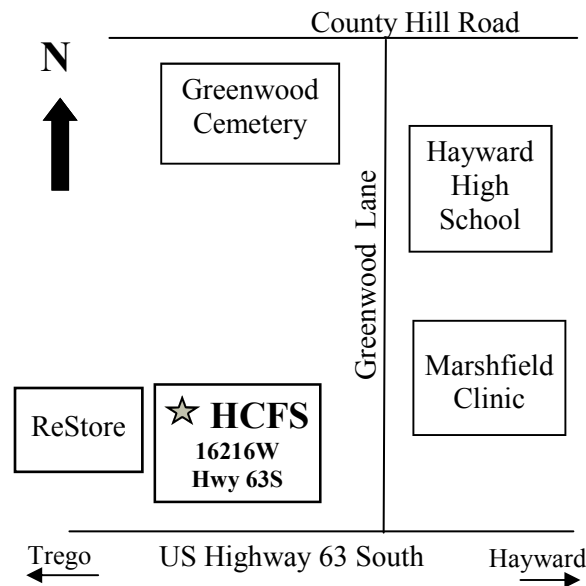 County Hill Road
N
Greenwood
Cemetery
Hayward
High
School
Greenwood Lane
Marshfield
Clinic
ReStore
HCFS
16216W
Hwy 63S
Trego
US Highway 63 South
Hayward